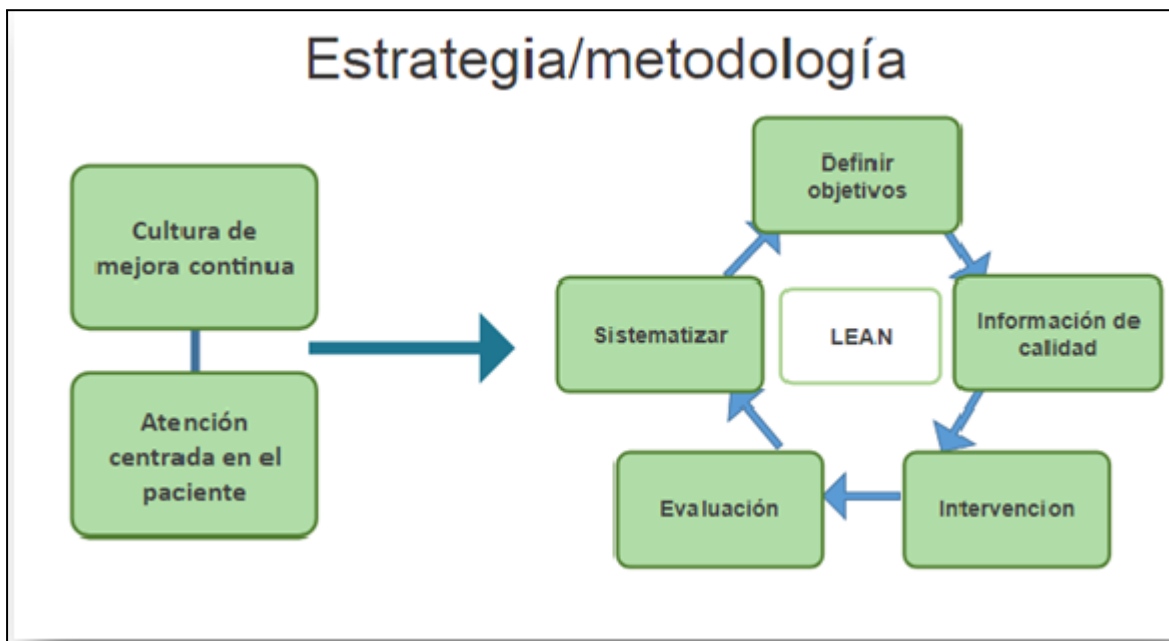 Estrategia/metodología
Cultura de
mejora continua
Atención
centrada en el
paciente
Definir
objetivos
Información de
calidad
Intervencion
Evaluación
Sistematizar
LEAN